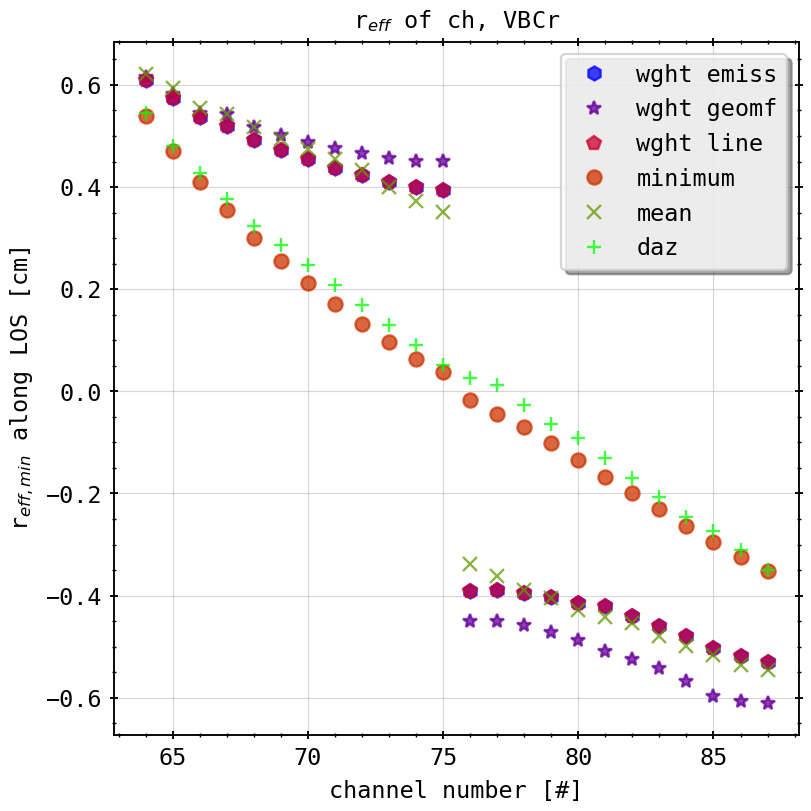 r_eff of ch, VBCr
wght emiss
wght geomf
wght line
minimum
mean
daz
r_eff,min along LOS [cm]
0.6
0.4
0.2
0.0
−0.2
−0.4
−0.6
65 70 75 80 85
channel number [#]